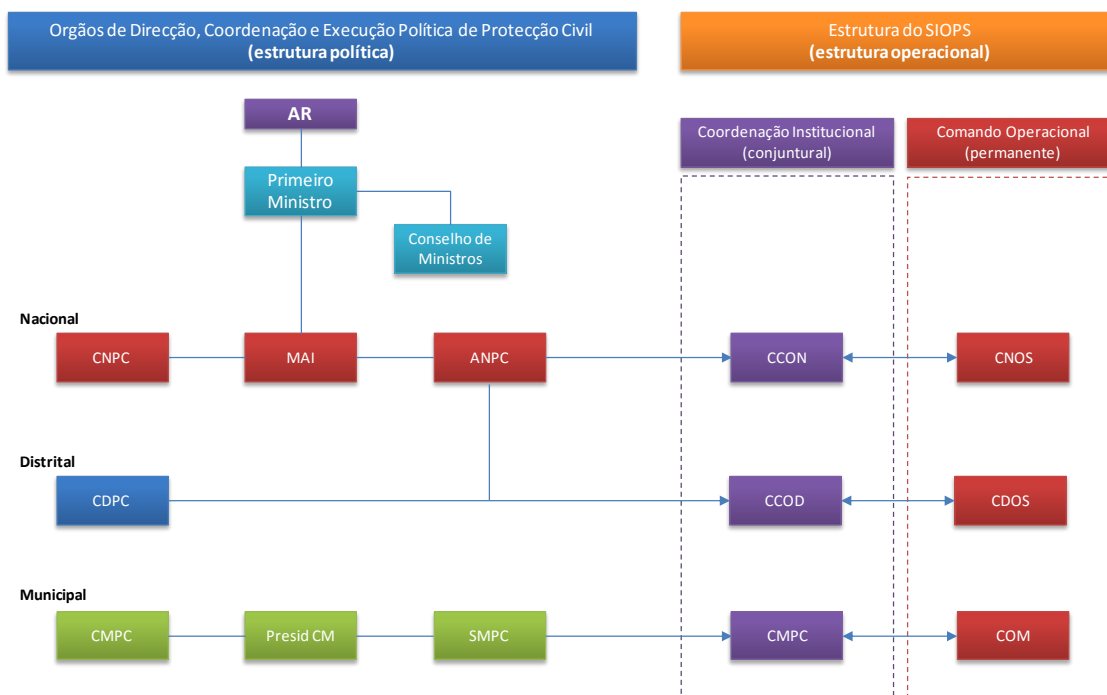 Orgãos de Direcção, Coordenação e Execução Política de Protecção Civil
(estrutura política)
Estrutura do SIOPS
(estrutura operacional)
AR
Coordenação Institucional
(conjuntural)
Comando Operacional
(permanente)
Primeiro
Ministro
Conselho de
Ministros
Nacional
CNPC
MAI
ANPC
CCON
CNOS
Distrital
CDPC
CCOD
CDOS
Municipal
CMPC
Presid CM
SMPC
CMPC
COM